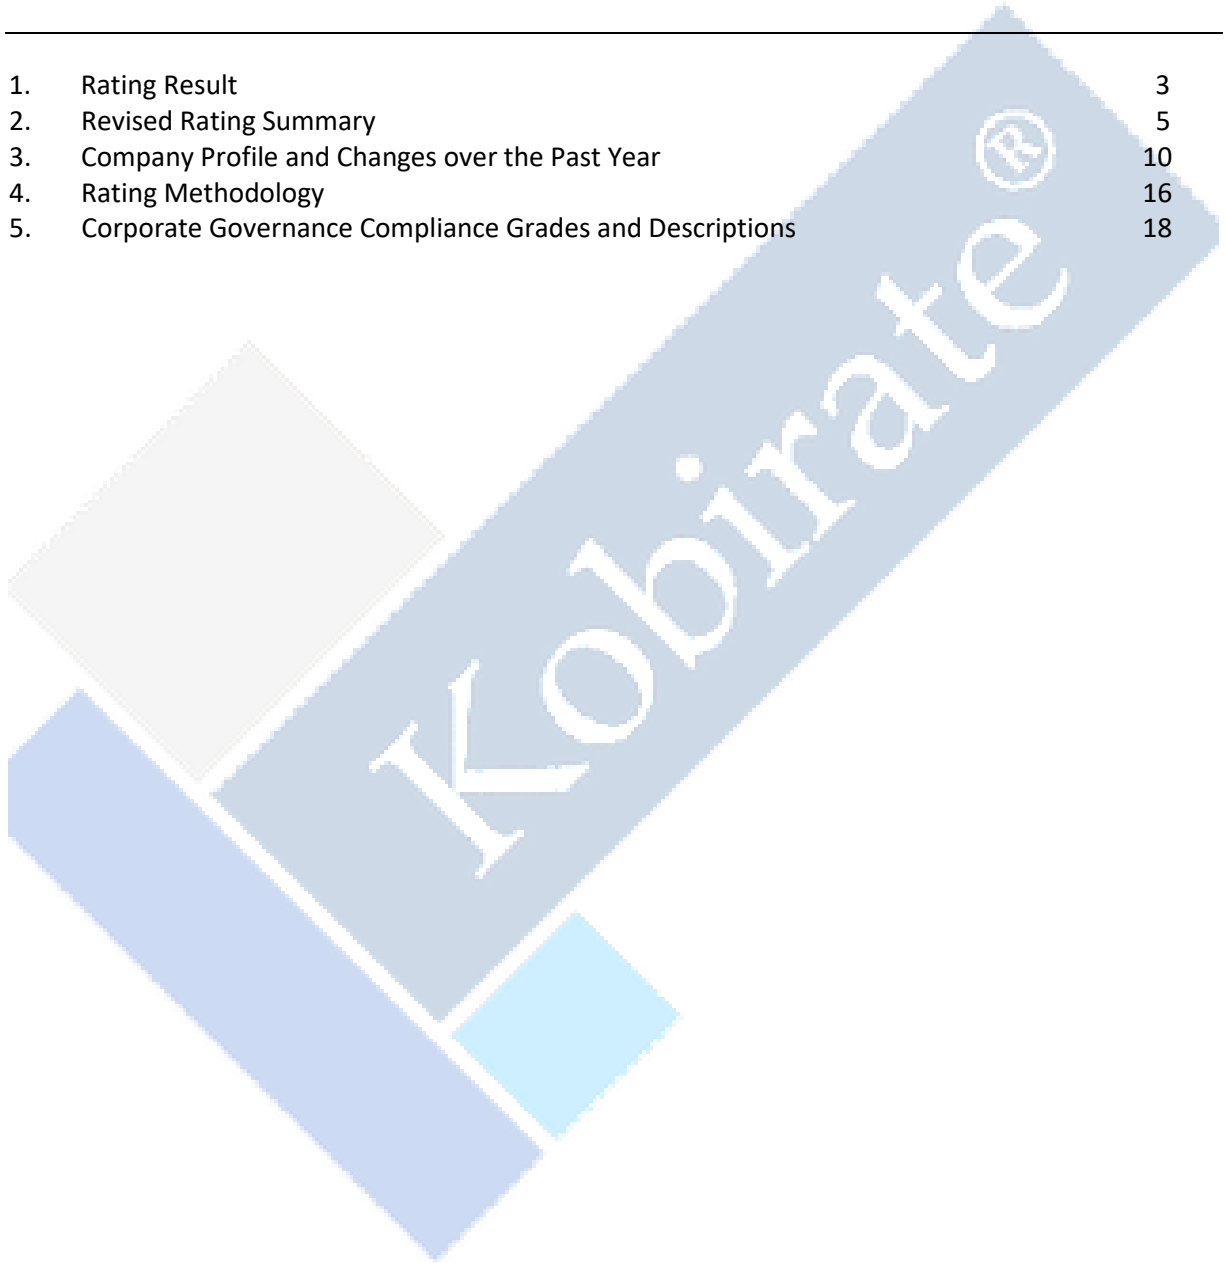 1. Rating Result 3
2. Revised Rating Summary 5
3. Company Profile and Changes over the Past Year 10
4. Rating Methodology 16
5. Corporate Governance Compliance Grades and Descriptions 18
Kobirate®